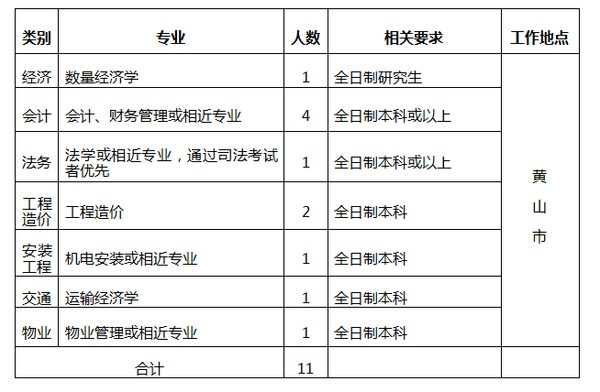 类别 专业 人数 相关要求 工作地点
经济 数量经济学 1 全日制研究生
会计 会计、财务管理或相近专业 4 全日制本科或以上
法务 法学或相近专业，通过司法考试者优先 1 全日制本科或以上
工程造价 工程造价 2 全日制本科
安装工程 机电安装或相近专业 1 全日制本科
交通 运输经济学 1 全日制本科
物业 物业管理或相近专业 1 全日制本科
黄山市
合计 11